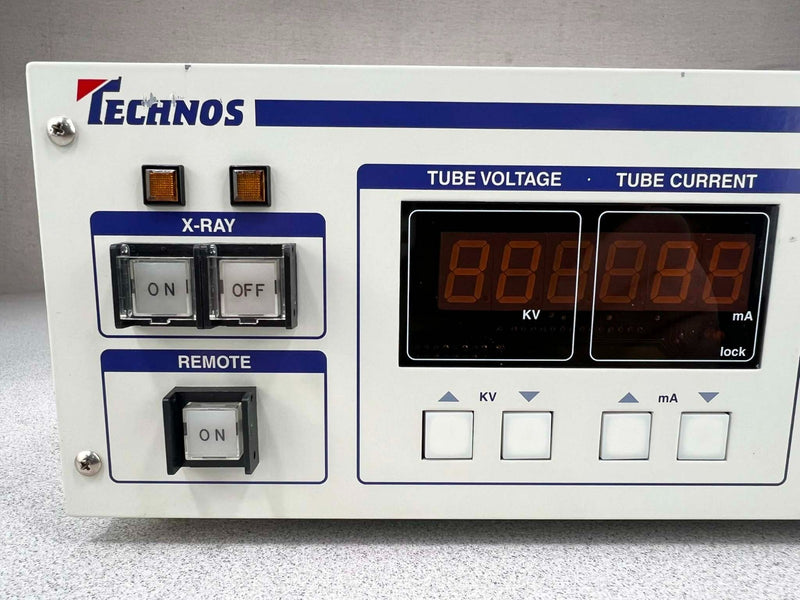 TECHNOS
TUBE VOLTAGE · TUBE CURRENT
X-RAY
ON OFF
KV mA
lock
REMOTE
ON
KV mA